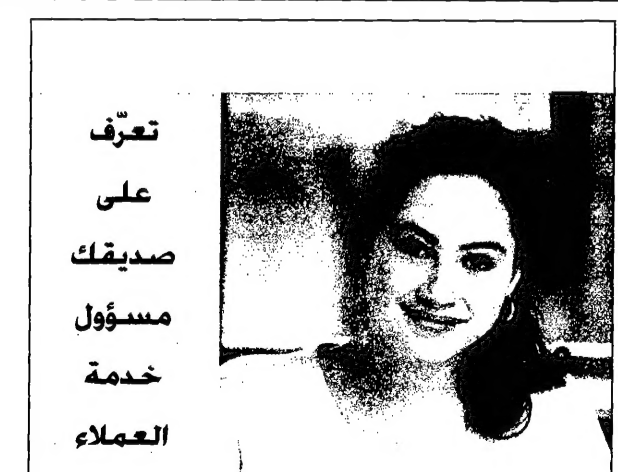 تعرّف
على
صديقك
مسؤول
خدمة
العملاء